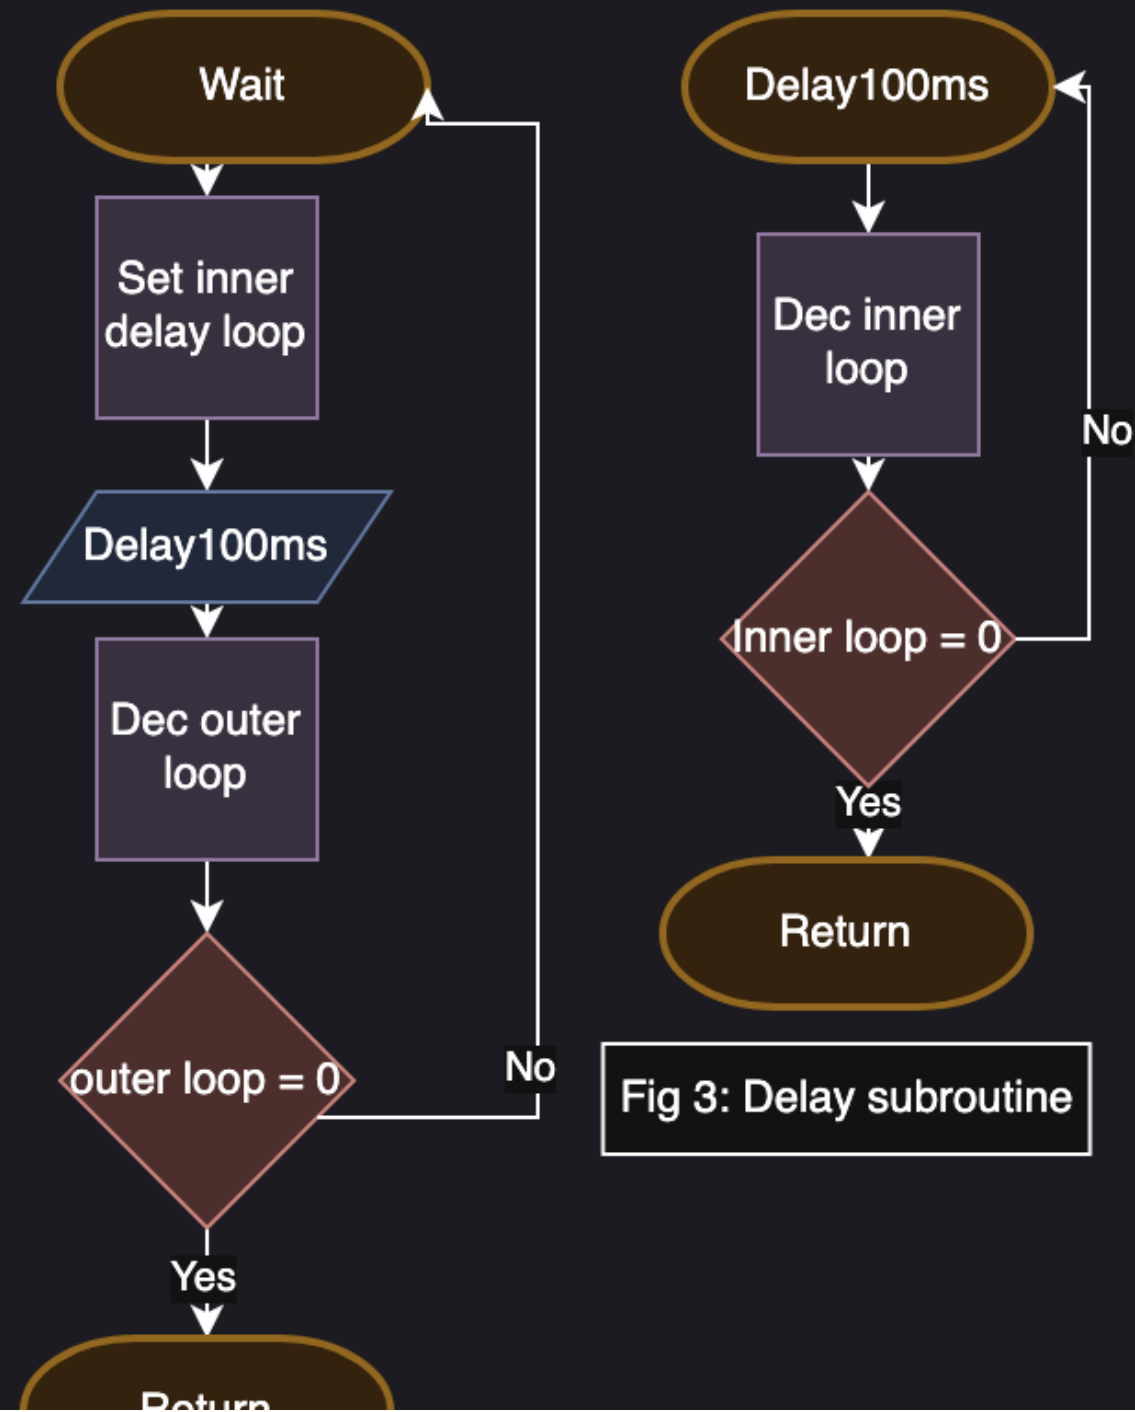 Wait
Set inner
delay loop
Delay100ms
Dec outer
loop
outer loop = 0
No
Yes
Return
Delay100ms
Dec inner
loop
No
Inner loop = 0
Yes
Return
Fig 3: Delay subroutine